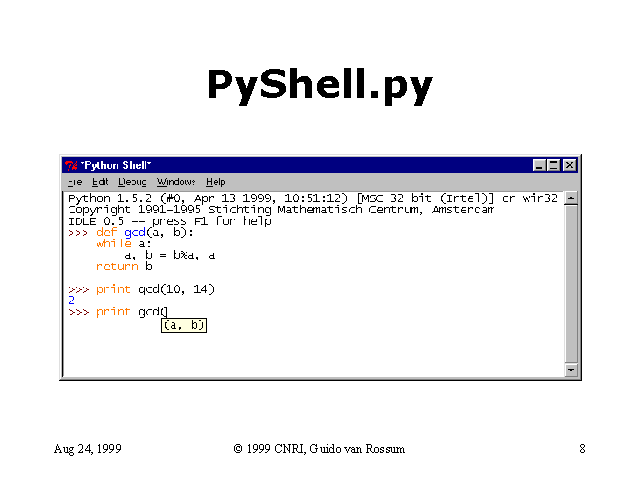 PyShell.py
*Python Shell*
File Edit Debug Windows Help
Python 1.5.2 (#0, Apr 13 1999, 10:51:12) [MSC 32 bit (Intel)] on win32
Copyright 1991-1995 Stichting Mathematisch Centrum, Amsterdam
IDLE 0.5 -- press F1 for help
>>> def gcd(a, b):
    while a:
        a, b = b%a, a
    return b
>>> print gcd(10, 14)
2
>>> print gcd(
(a, b)
Aug 24, 1999 © 1999 CNRI, Guido van Rossum 8